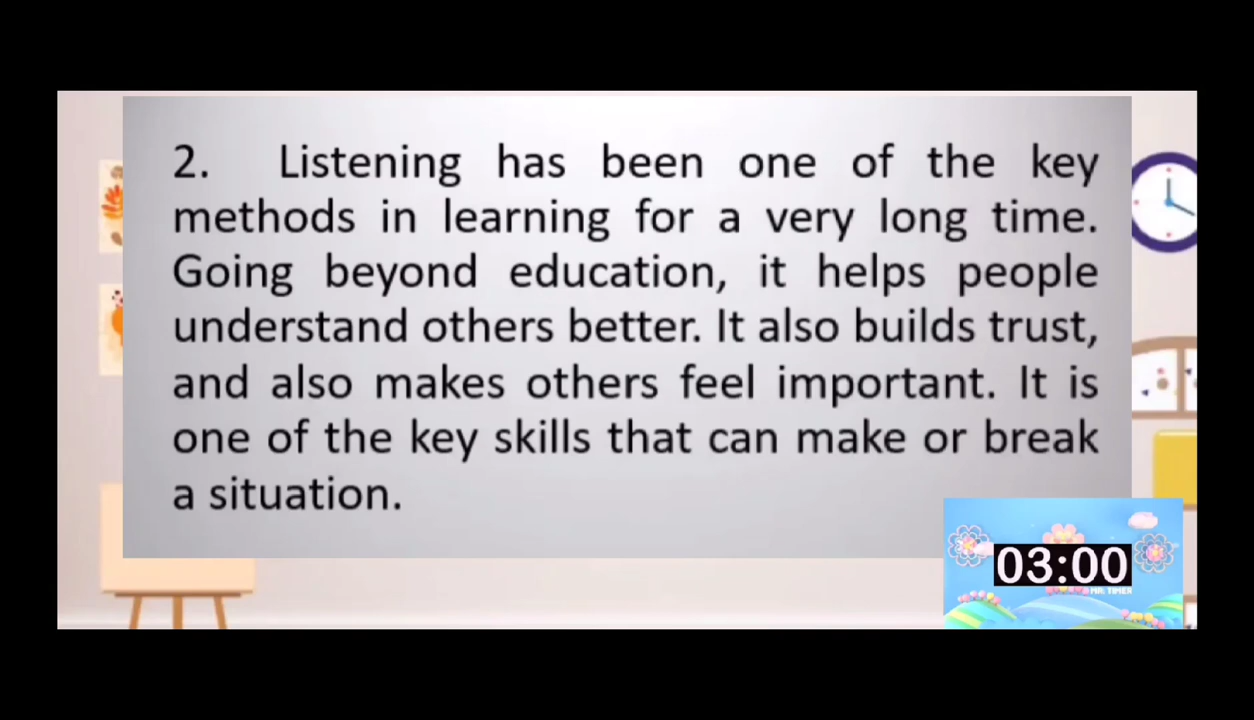 2. Listening has been one of the key
methods in learning for a very long time.
Going beyond education, it helps people
understand others better. It also builds trust,
and also makes others feel important. It is
one of the key skills that can make or break
a situation.
03:00
MR. TIMER